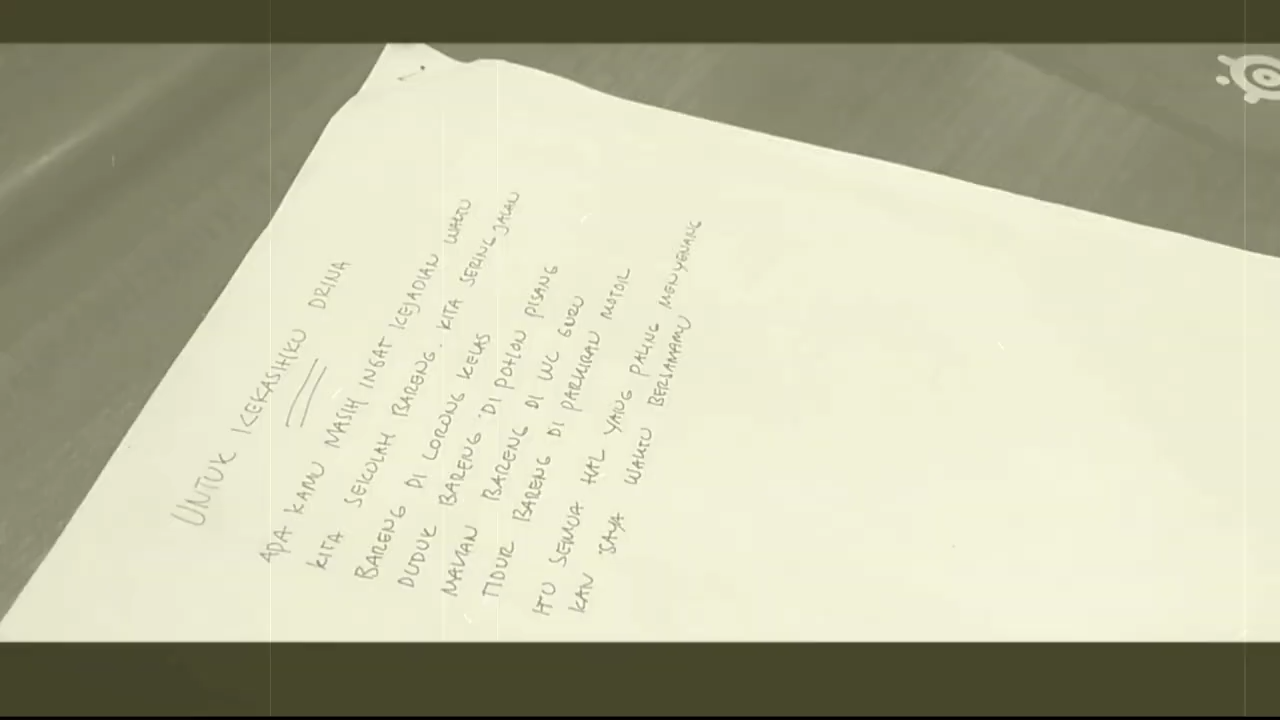 UNTUK KEKASIHKU DRINA
APA KAMU MASIH INGAT KEJADIAN WAKTU
KITA SEKOLAH BARENG. KITA SERING JALAN
BARENG DI LORONG KELAS
DUDUK BARENG DI POHON PISANG
MAKAN BARENG DI WC GURU
TIDUR BARENG DI PARKIRAN MOTOR
ITU SEMUA HAL YANG PALING MENYENANG
KAN SAYA WAKTU BERSAMAMU